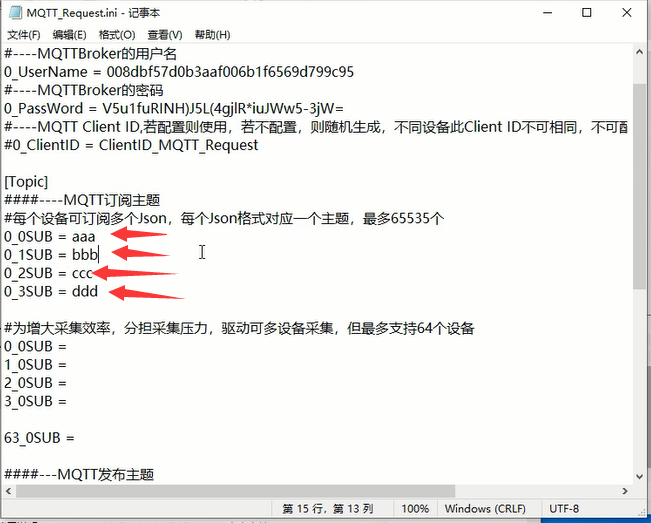 MQTT_Request.ini - 记事本
文件(F) 编辑(E) 格式(O) 查看(V) 帮助(H)
#----MQTTBroker的用户名
0_UserName = 008dbf57d0b3aaf006b1f6569d799c95
#----MQTTBroker的密码
0_PassWord = V5u1fuRINH)J5L(4gjlR*iuJWw5-3jW=
#----MQTT Client ID,若配置则使用，若不配置，则随机生成，不同设备此Client ID不可相同，不可配
#0_ClientID = ClientID_MQTT_Request
[Topic]
####----MQTT订阅主题
#每个设备可订阅多个Json，每个Json格式对应一个主题，最多65535个
0_0SUB = aaa
0_1SUB = bbb
0_2SUB = ccc
0_3SUB = ddd
#为增大采集效率，分担采集压力，驱动可多设备采集，但最多支持64个设备
0_0SUB =
1_0SUB =
2_0SUB =
3_0SUB =
63_0SUB =
####---MQTT发布主题
第 15 行，第 13 列 100% Windows (CRLF) UTF-8